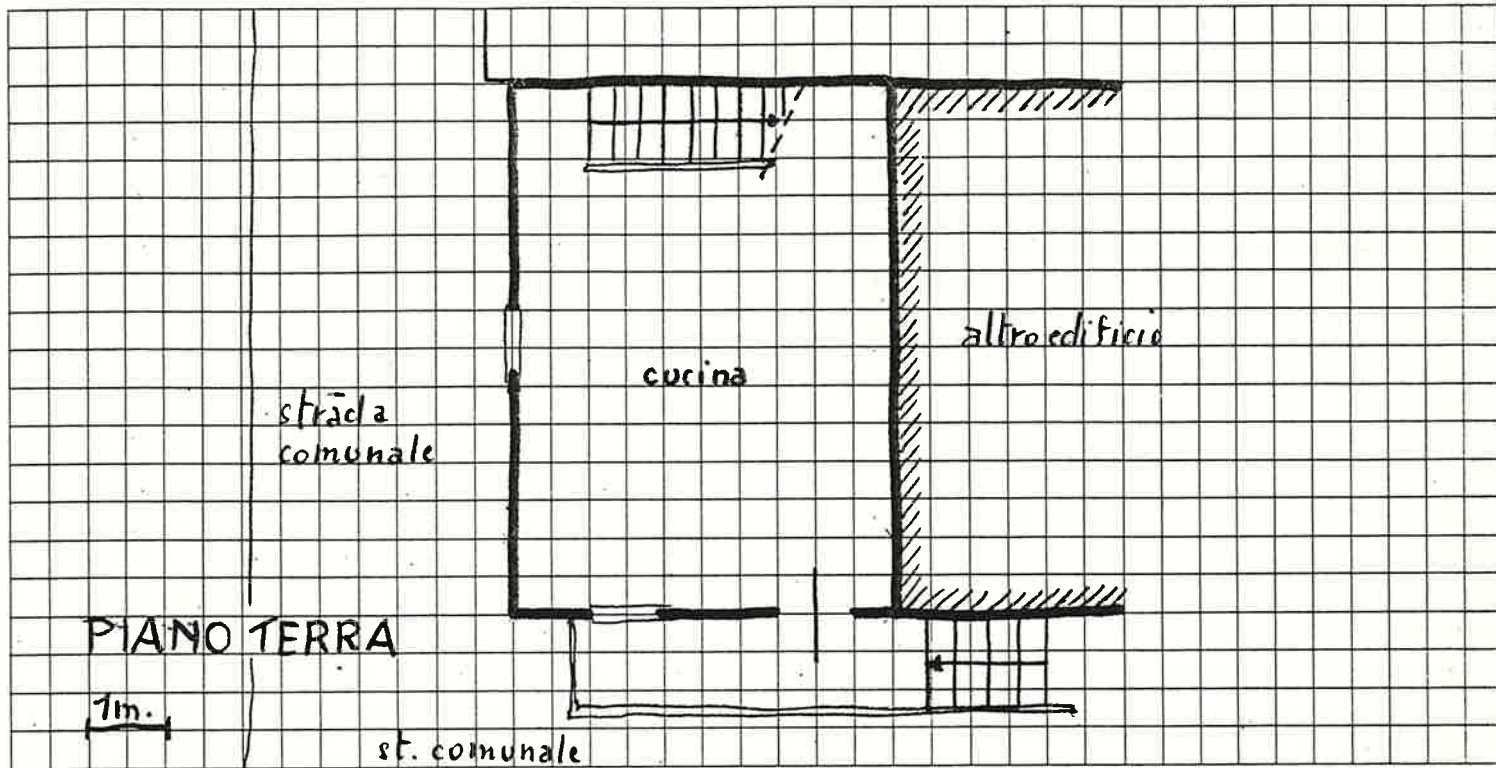 altro edificio
cucina
strada
comunale
PIANO TERRA
1m.
st. comunale